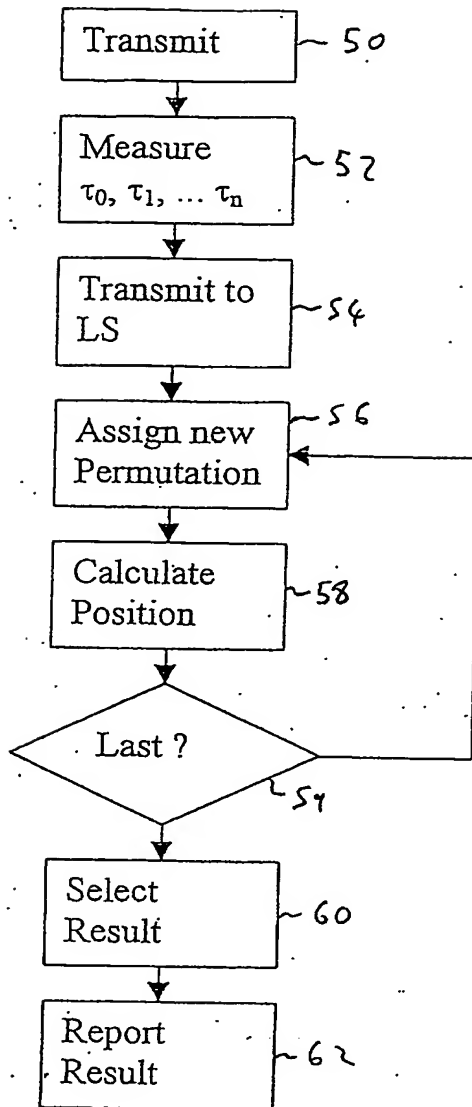 Transmit 50
Measure 52
τ0, τ1, ... τn
Transmit to 54
LS
Assign new 56
Permutation
Calculate 58
Position
Last ?
59
Select 60
Result
Report 62
Result